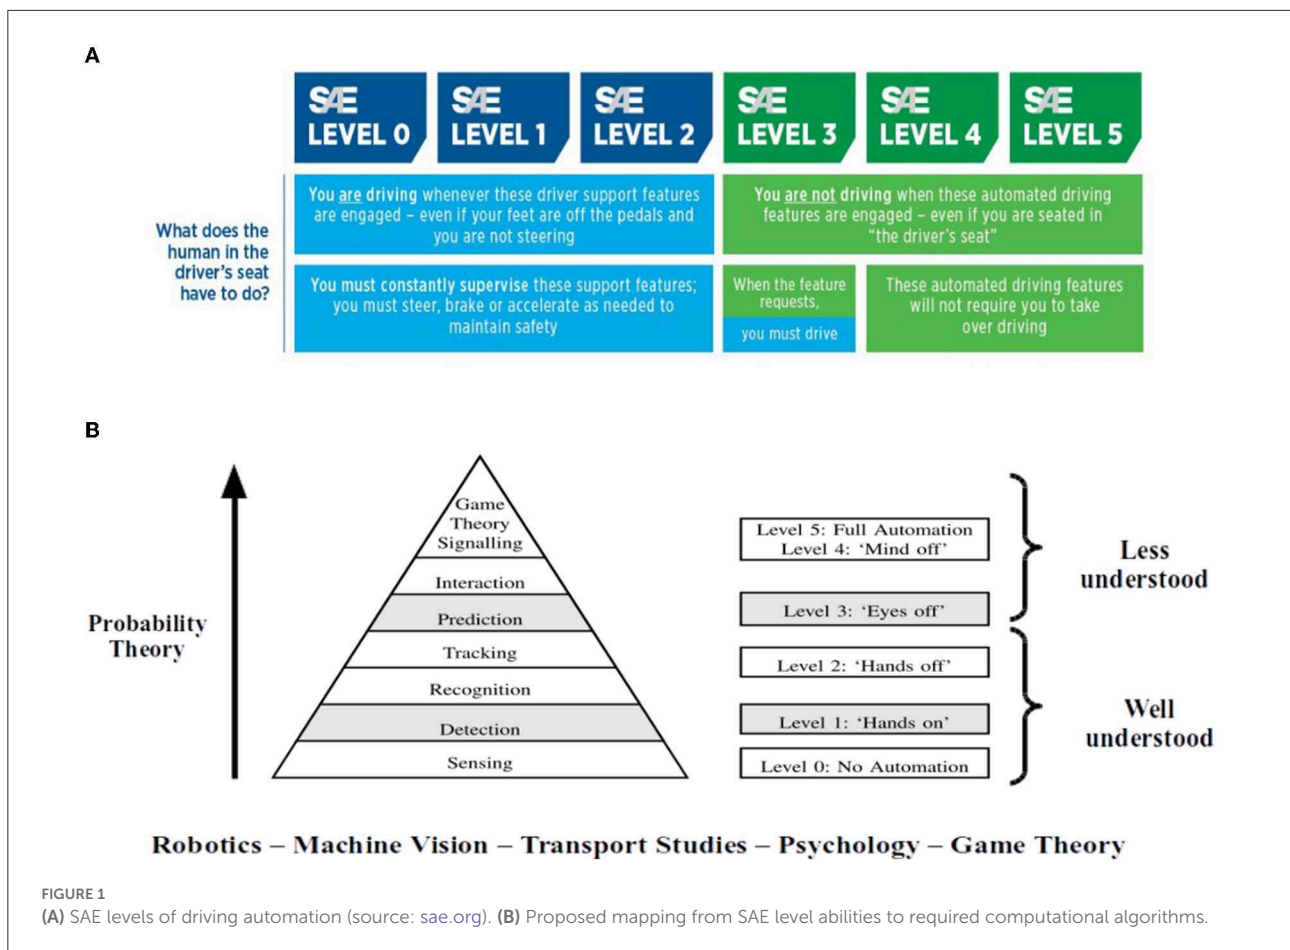 A
SAE
LEVEL 0
SAE
LEVEL 1
SAE
LEVEL 2
SAE
LEVEL 3
SAE
LEVEL 4
SAE
LEVEL 5
What does the
human in the
driver's seat
have to do?
You are driving whenever these driver support features
are engaged – even if your feet are off the pedals and
you are not steering
You are not driving when these automated driving
features are engaged – even if you are seated in
"the driver's seat"
You must constantly supervise these support features;
you must steer, brake or accelerate as needed to
maintain safety
When the feature
requests,
you must drive
These automated driving features
will not require you to take
over driving
B
Probability
Theory
Game
Theory
Signalling
Interaction
Prediction
Tracking
Recognition
Detection
Sensing
Level 5: Full Automation
Level 4: ‘Mind off’
Level 3: ‘Eyes off’
Level 2: ‘Hands off’
Level 1: ‘Hands on’
Level 0: No Automation
Less
understood
Well
understood
Robotics – Machine Vision – Transport Studies – Psychology – Game Theory
FIGURE 1
(A) SAE levels of driving automation (source: sae.org). (B) Proposed mapping from SAE level abilities to required computational algorithms.